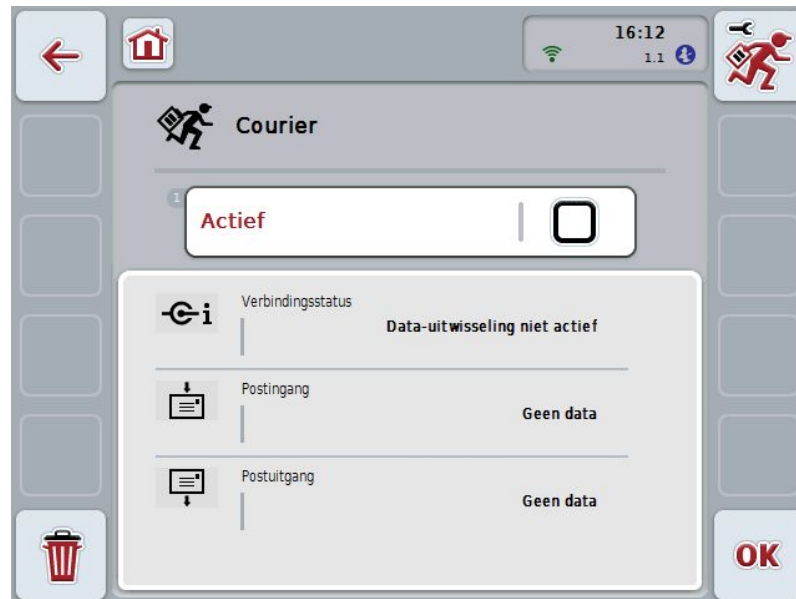 16:12
1.1
Courier
1
Actief
Verbindingsstatus
Data-uitwisseling niet actief
Postingang
Geen data
Postuitgang
Geen data
OK